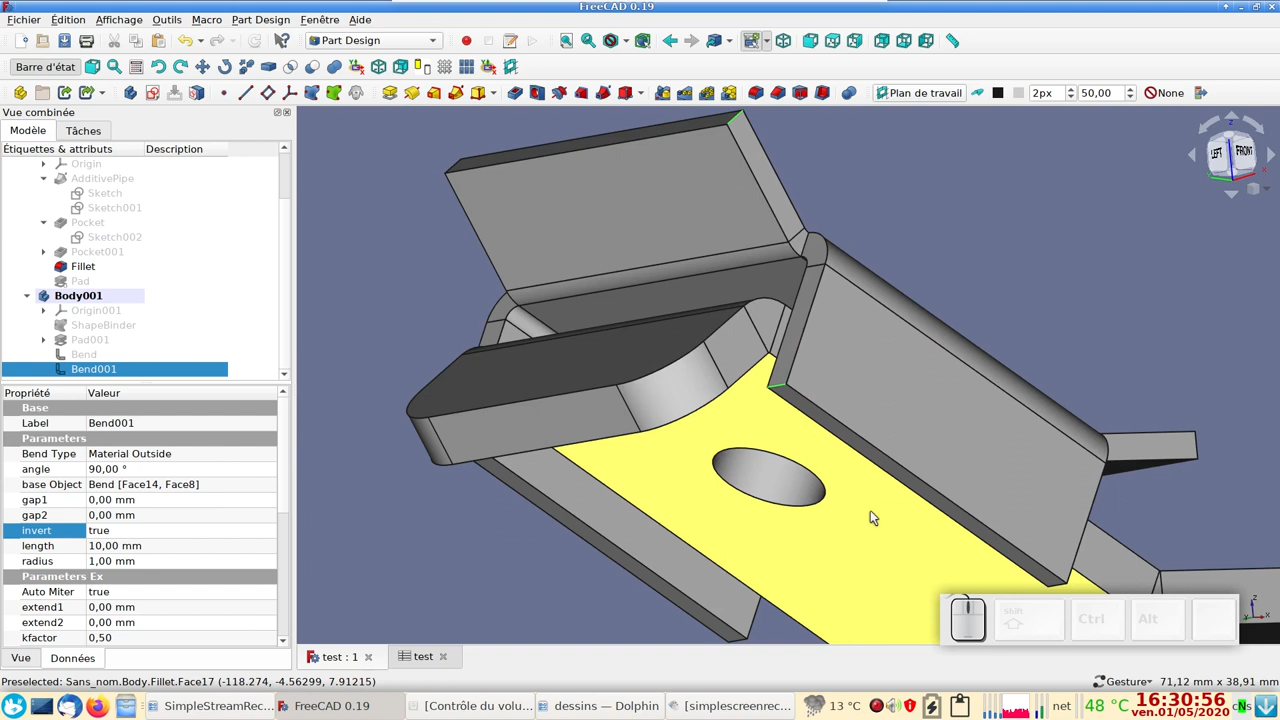 FreeCAD 0.19
Fichier Édition Affichage Outils Macro Part Design Fenêtre Aide
Part Design
Barre d'état
Plan de travail 2px 50,00 None
Vue combinée
Modèle Tâches
Étiquettes & attributs Description
Origin
AdditivePipe
Sketch
Sketch001
Pocket
Sketch002
Pocket001
Fillet
Pad
Body001
Origin001
ShapeBinder
Pad001
Bend
Bend001
Propriété Valeur
Base
Label Bend001
Parameters
Bend Type Material Outside
angle 90,00 °
base Object Bend [Face14, Face8]
gap1 0,00 mm
gap2 0,00 mm
invert true
length 10,00 mm
radius 1,00 mm
Parameters Ex
Auto Miter true
extend1 0,00 mm
extend2 0,00 mm
kfactor 0,50
Vue Données
LEFT FRONT
Shift Ctrl Alt
test : 1 test
Preselected: Sans_nom.Body.Fillet.Face17 (-118.274, -4.56299, 7.91215) Gesture 71,12 mm x 38,91 mm
SimpleStreamRec... FreeCAD 0.19 [Contrôle du volu... dessins — Dolphin [simplescreenrec...
13 °C net 48 °C 16:30:56
ven.01/05/2020